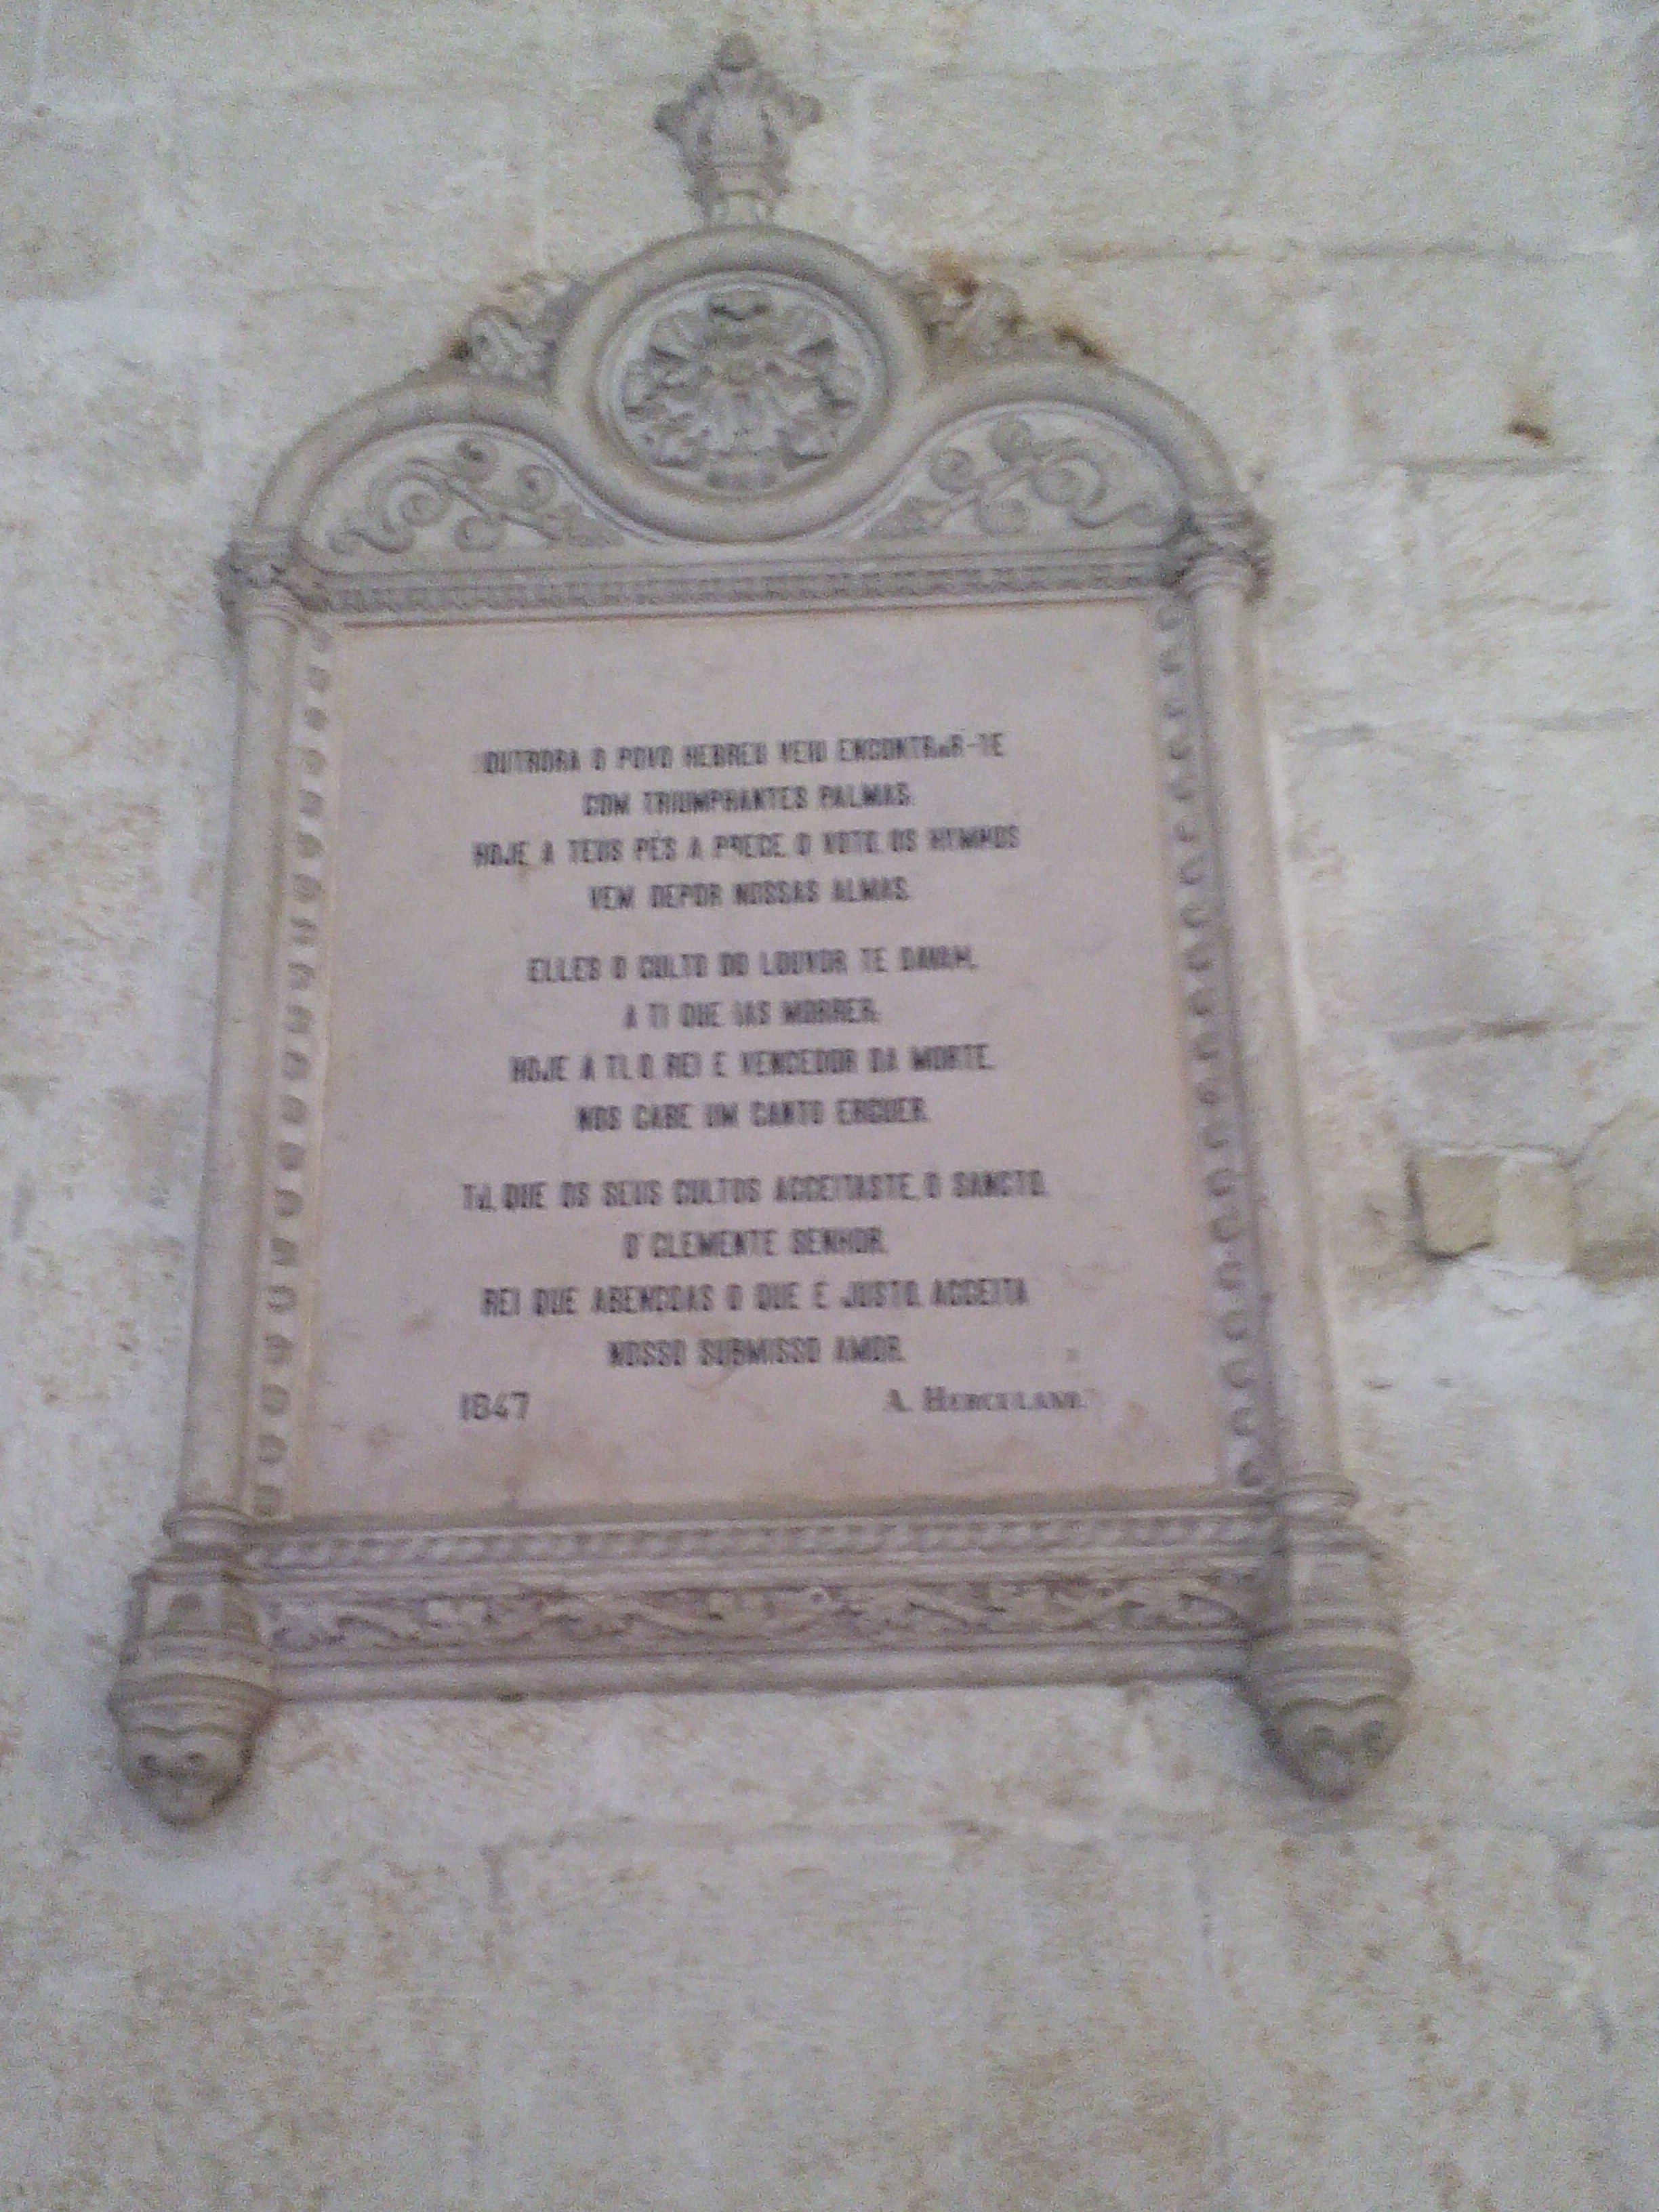 OUTRORA O POVO HEBREU VEIU ENCONTRAR-TE
COM TRIUMPHANTES PALMAS.
HOJE, A TEUS PÉS A PRECE, O VOTO, OS HYMNOS
VEM DEPOR NOSSAS ALMAS.
ELLES O CULTO DO LOUVOR TE DAVAM,
A TI QUE IAS MORRER;
HOJE A TI, O REI E VENCEDOR DA MORTE,
NOS CABE UM CANTO ERGUER.
TU, QUE OS SEUS CULTOS ACCEITASTE, O SANCTO,
O' CLEMENTE SENHOR,
REI QUE ABENÇOAS O QUE E JUSTO, ACCEITA
NOSSO SUBMISSO AMOR.
1847 A. HERCULANO